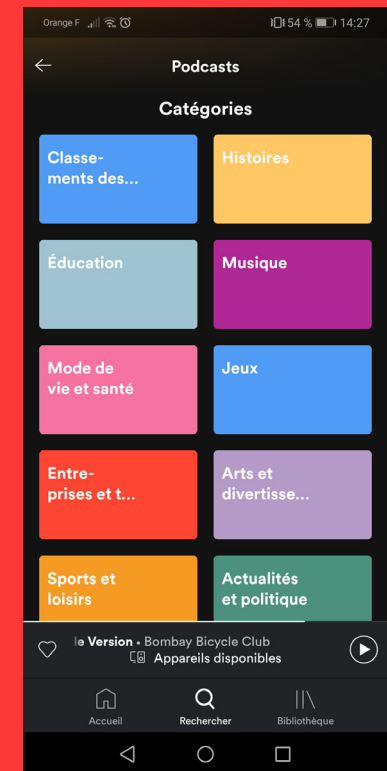 Orange F 54 % 14:27
Podcasts
Catégories
Classe-
ments des...
Histoires
Éducation
Musique
Mode de
vie et santé
Jeux
Entre-
prises et t...
Arts et
divertisse...
Sports et
loisirs
Actualités
et politique
le Version • Bombay Bicycle Club
Appareils disponibles
Accueil
Rechercher
Bibliothèque